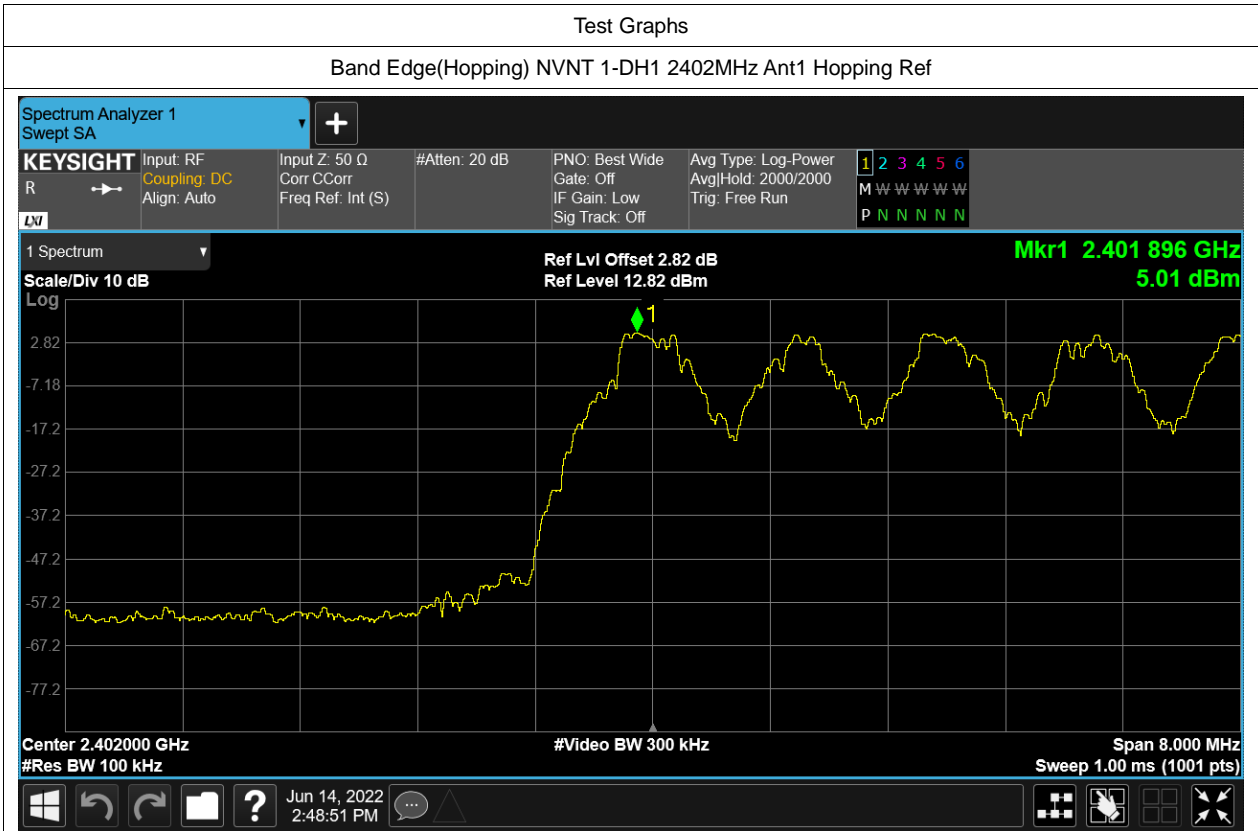 Test Graphs
Band Edge(Hopping) NVNT 1-DH1 2402MHz Ant1 Hopping Ref
Spectrum Analyzer 1
Swept SA
KEYSIGHT
R
LXI
Input: RF
Coupling: DC
Align: Auto
Input Z: 50 Ω
Corr CCorr
Freq Ref: Int (S)
#Atten: 20 dB
PNO: Best Wide
Gate: Off
IF Gain: Low
Sig Track: Off
Avg Type: Log-Power
Avg|Hold: 2000/2000
Trig: Free Run
1 2 3 4 5 6
M W W W W W
P N N N N N
1 Spectrum
Scale/Div 10 dB
Log
Ref Lvl Offset 2.82 dB
Ref Level 12.82 dBm
Mkr1 2.401 896 GHz
5.01 dBm
1
2.82
-7.18
-17.2
-27.2
-37.2
-47.2
-57.2
-67.2
-77.2
Center 2.402000 GHz
#Video BW 300 kHz
Span 8.000 MHz
#Res BW 100 kHz
Sweep 1.00 ms (1001 pts)
?
Jun 14, 2022
2:48:51 PM